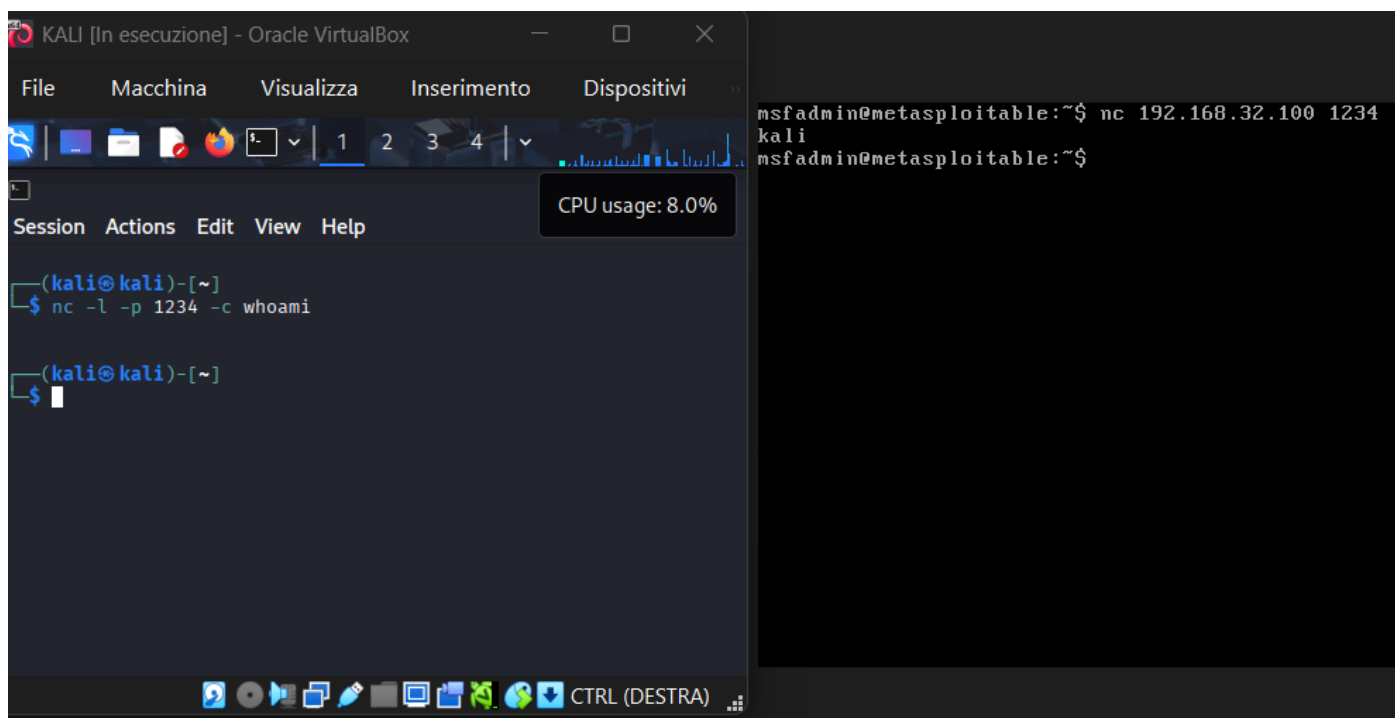 KALI [In esecuzione] - Oracle VirtualBox
File Macchina Visualizza Inserimento Dispositivi
1 2 3 4
CPU usage: 8.0%
Session Actions Edit View Help
┌──(kali㉿kali)-[~]
└─$ nc -l -p 1234 -c whoami
┌──(kali㉿kali)-[~]
└─$
CTRL (DESTRA)
msfadmin@metasploitable:~$ nc 192.168.32.100 1234
kali
msfadmin@metasploitable:~$